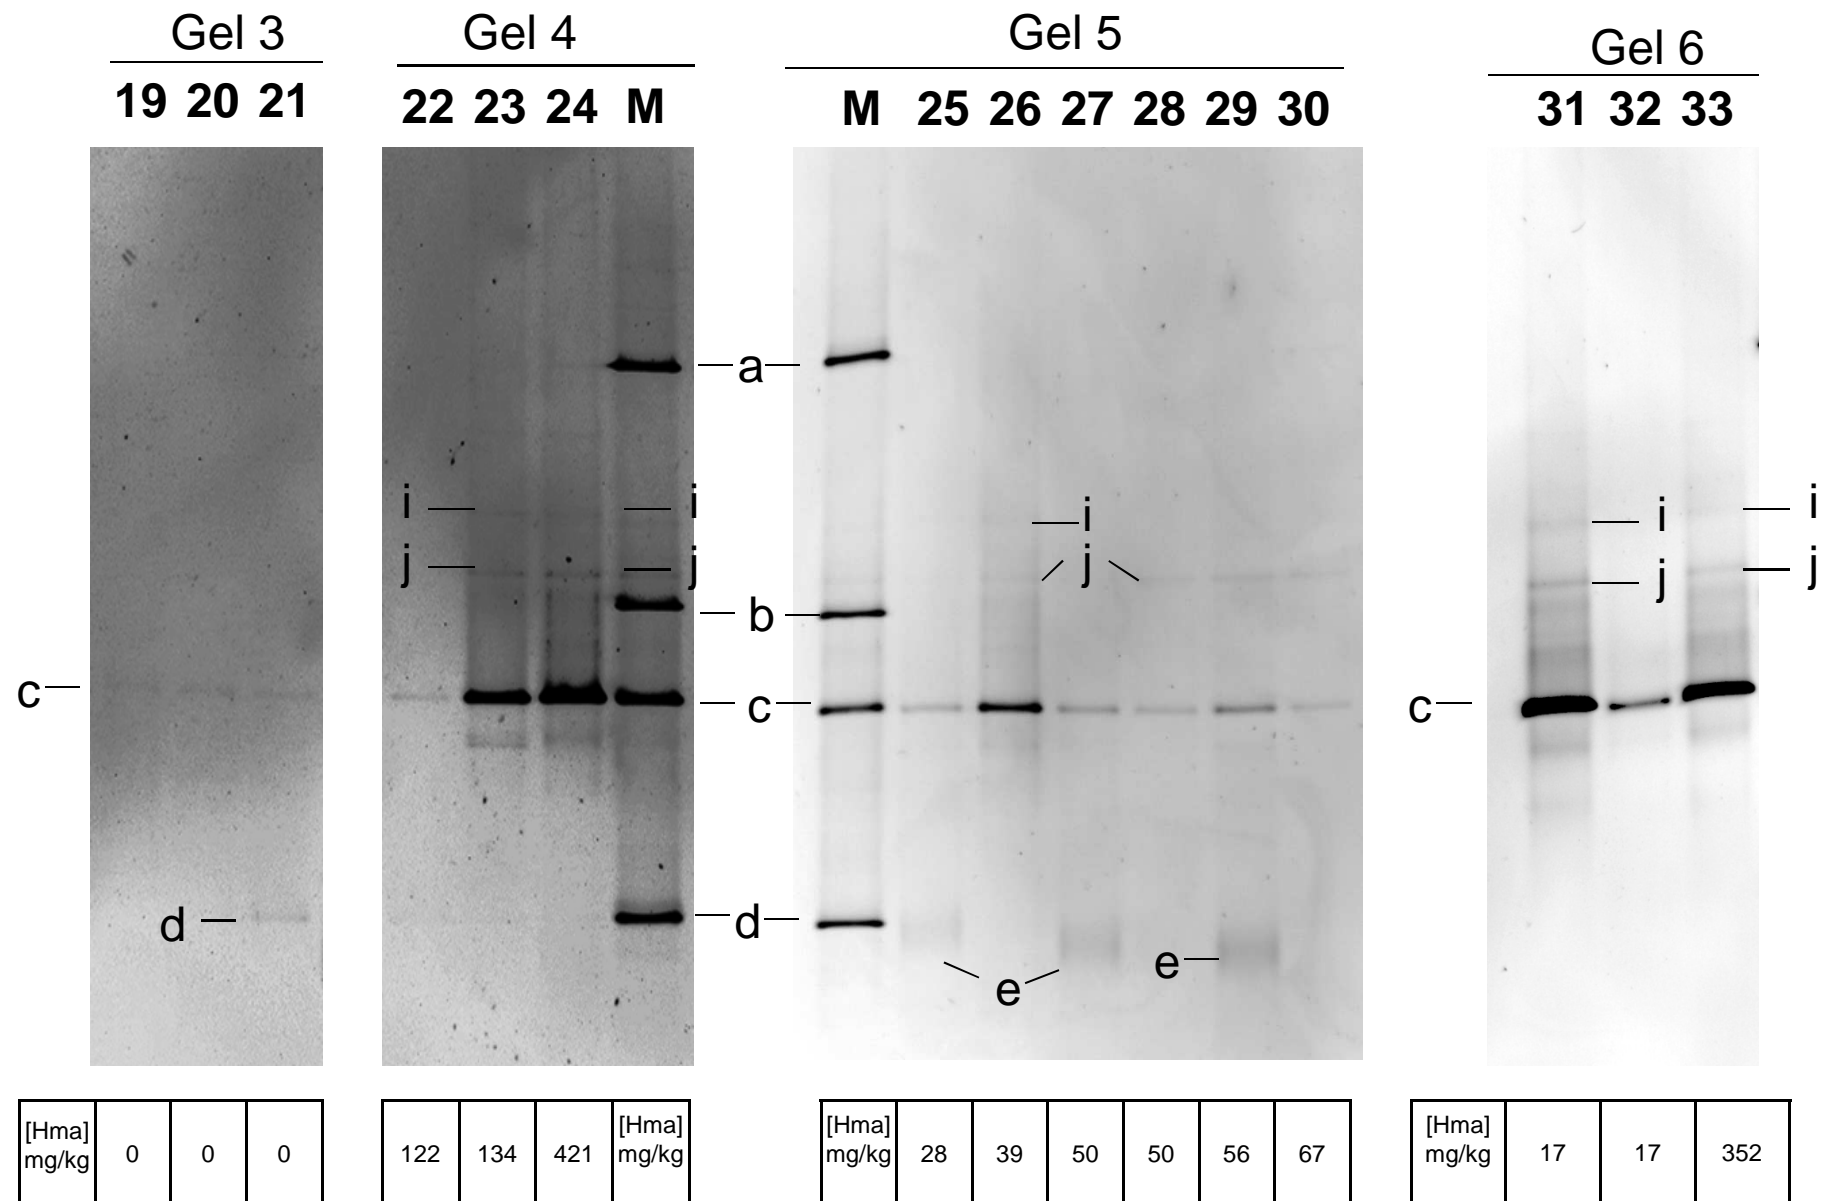 Gel 3
Gel 4
Gel 5
Gel 6
19 20 21
22 23 24 M
M 25 26 27 28 29 30
31 32 33
a
i i
i
i i
j j
j
j j
b
c
c
c
d
d
e
e
[Hma] mg/kg 0 0 0
122 134 421 [Hma] mg/kg
[Hma] mg/kg 28 39 50 50 56 67
[Hma] mg/kg 17 17 352